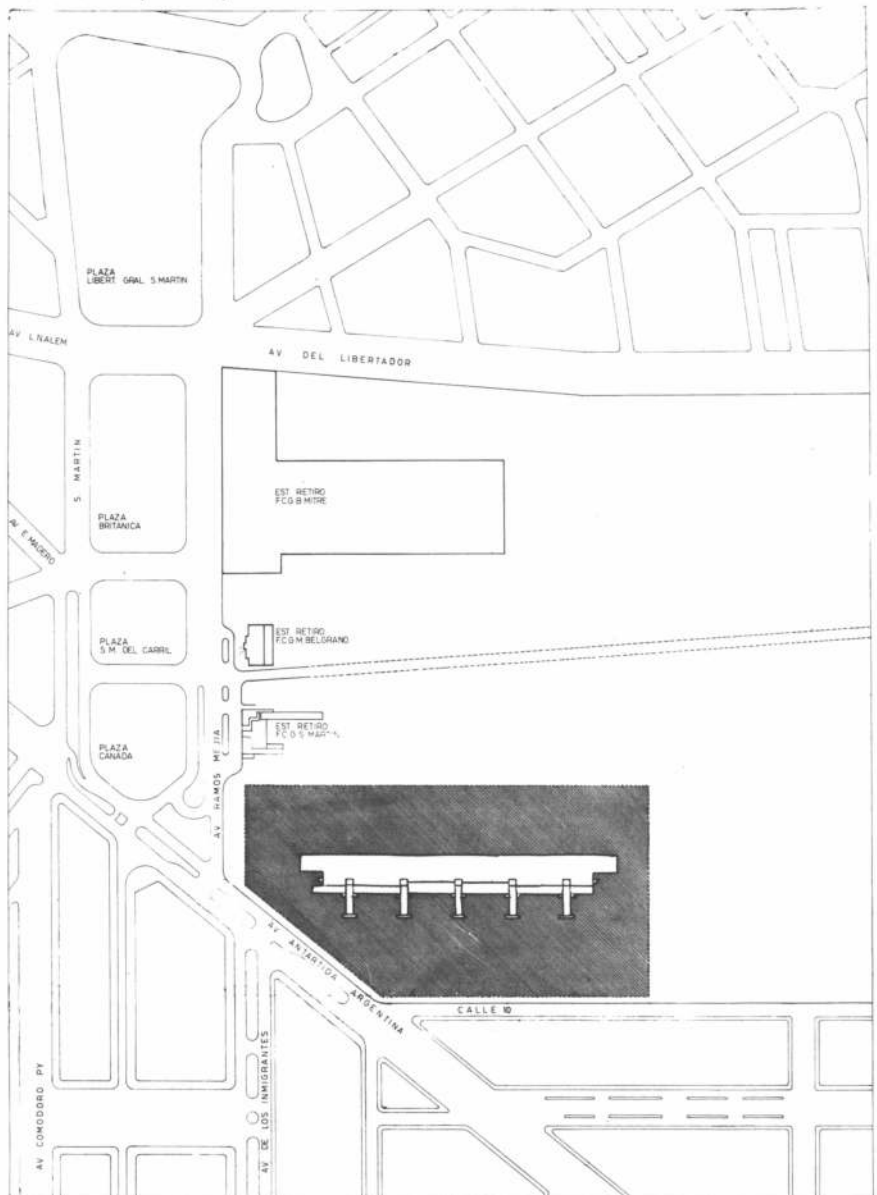 PLAZA
LIBERT. GRAL S.MARTIN
AV L.N.ALEM
AV DEL LIBERTADOR
S. MARTIN
EST RETIRO
F.C.G.B.MITRE
PLAZA
BRITANICA
AV. E. MADERO
EST RETIRO
F.C.G.M.BELGRANO
PLAZA
S.M. DEL CARRIL
EST RETIRO
F.C.G.S.MARTIN
PLAZA
CANADA
AV RAMOS MEJIA
AV ANTARTIDA ARGENTINA
CALLE 10
AV COMODORO PY
AV DE LOS INMIGRANTES